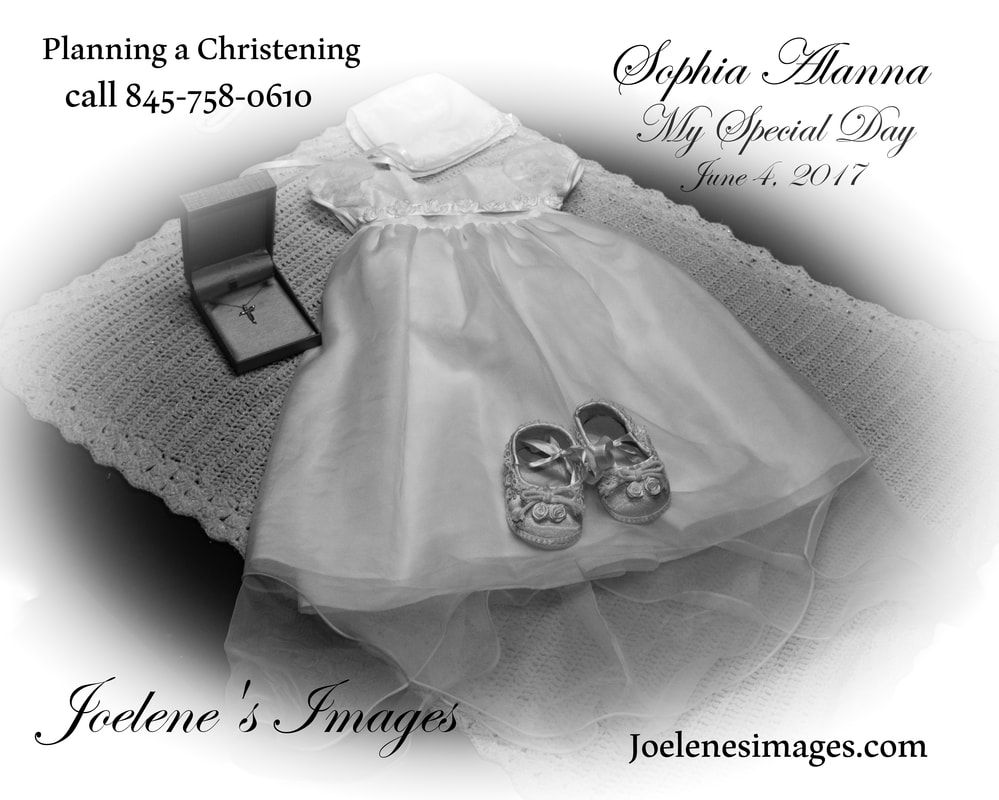 Planning a Christening
call 845-758-0610
Sophia Alanna
My Special Day
June 4, 2017
Joelene's Images
Joelenesimages.com